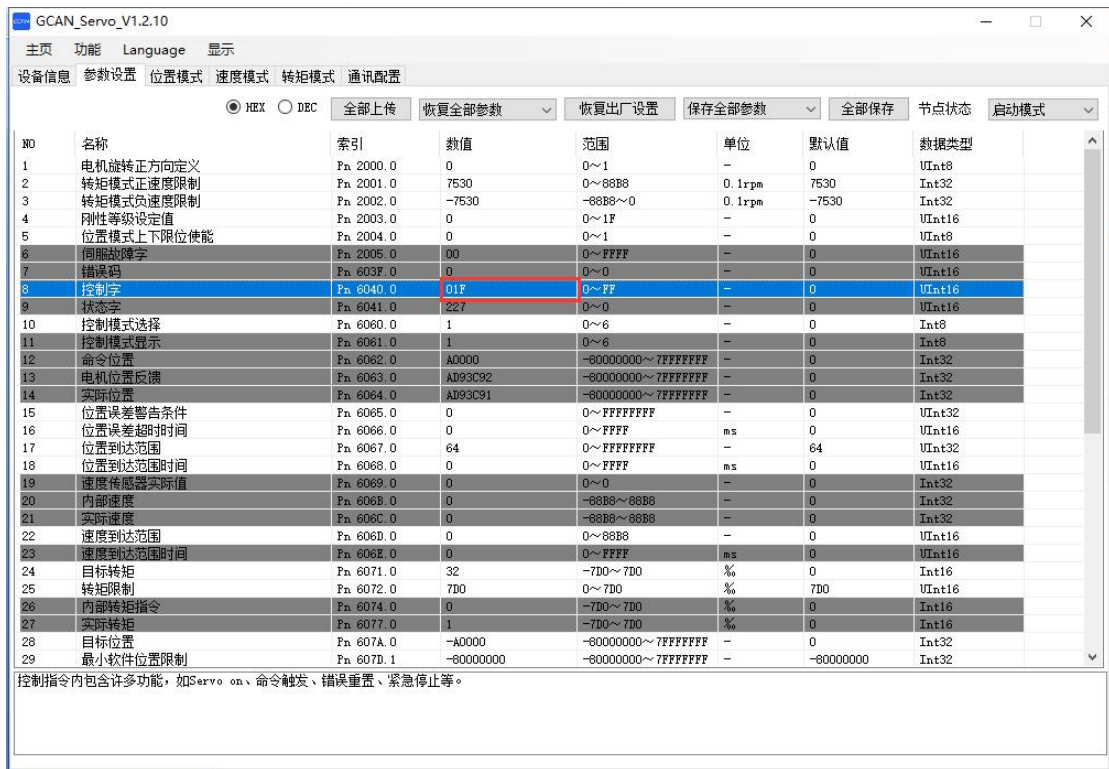 GCAN_Servo_V1.2.10
主页 功能 Language 显示
设备信息 参数设置 位置模式 速度模式 转矩模式 通讯配置
HEX DEC 全部上传 恢复全部参数 恢复出厂设置 保存全部参数 全部保存 节点状态 启动模式
NO 名称 索引 数值 范围 单位 默认值 数据类型
1 电机旋转正方向定义 Pn 2000.0 0 0~1 - 0 UInt8
2 转矩模式正速度限制 Pn 2001.0 7530 0~88B8 0.1rpm 7530 Int32
3 转矩模式负速度限制 Pn 2002.0 -7530 -88B8~0 0.1rpm -7530 Int32
4 刚性等级设定值 Pn 2003.0 0 0~1F - 0 UInt16
5 位置模式上下限位使能 Pn 2004.0 0 0~1 - 0 UInt8
6 伺服故障字 Pn 2005.0 00 0~FFFF - 0 UInt16
7 错误码 Pn 603F.0 0 0~0 - 0 UInt16
8 控制字 Pn 6040.0 01F 0~FF - 0 UInt16
9 状态字 Pn 6041.0 227 0~0 - 0 UInt16
10 控制模式选择 Pn 6060.0 1 0~6 - 0 Int8
11 控制模式显示 Pn 6061.0 1 0~6 - 0 Int8
12 命令位置 Pn 6062.0 A0000 -80000000~7FFFFFFF - 0 Int32
13 电机位置反馈 Pn 6063.0 AD93C92 -80000000~7FFFFFFF - 0 Int32
14 实际位置 Pn 6064.0 AD93C91 -80000000~7FFFFFFF - 0 Int32
15 位置误差警告条件 Pn 6065.0 0 0~FFFFFFFF - 0 UInt32
16 位置误差超时时间 Pn 6066.0 0 0~FFFF ms 0 UInt16
17 位置到达范围 Pn 6067.0 64 0~FFFFFFFF - 64 UInt32
18 位置到达范围时间 Pn 6068.0 0 0~FFFF ms 0 UInt16
19 速度传感器实际值 Pn 6069.0 0 0~0 - 0 Int32
20 内部速度 Pn 606B.0 0 -88B8~88B8 - 0 Int32
21 实际速度 Pn 606C.0 0 -88B8~88B8 - 0 Int32
22 速度到达范围 Pn 606D.0 0 0~88B8 - 0 UInt16
23 速度到达范围时间 Pn 606E.0 0 0~FFFF ms 0 UInt16
24 目标转矩 Pn 6071.0 32 -7D0~7D0 ‰ 0 Int16
25 转矩限制 Pn 6072.0 7D0 0~7D0 ‰ 7D0 UInt16
26 内部转矩指令 Pn 6074.0 0 -7D0~7D0 ‰ 0 Int16
27 实际转矩 Pn 6077.0 1 -7D0~7D0 ‰ 0 Int16
28 目标位置 Pn 607A.0 -A0000 -80000000~7FFFFFFF - 0 Int32
29 最小软件位置限制 Pn 607D.1 -80000000 -80000000~7FFFFFFF - -80000000 Int32
控制指令内包含许多功能，如Servo on、命令触发、错误重置、紧急停止等。